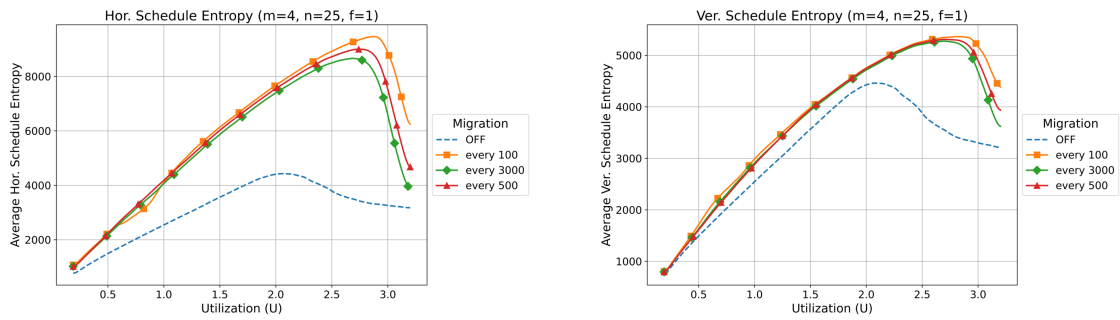 Hor. Schedule Entropy (m=4, n=25, f=1)
Average Hor. Schedule Entropy
8000
6000
4000
2000
0.5 1.0 1.5 2.0 2.5 3.0
Utilization (U)
Migration
OFF
every 100
every 3000
every 500
Ver. Schedule Entropy (m=4, n=25, f=1)
Average Ver. Schedule Entropy
5000
4000
3000
2000
1000
0.5 1.0 1.5 2.0 2.5 3.0
Utilization (U)
Migration
OFF
every 100
every 3000
every 500